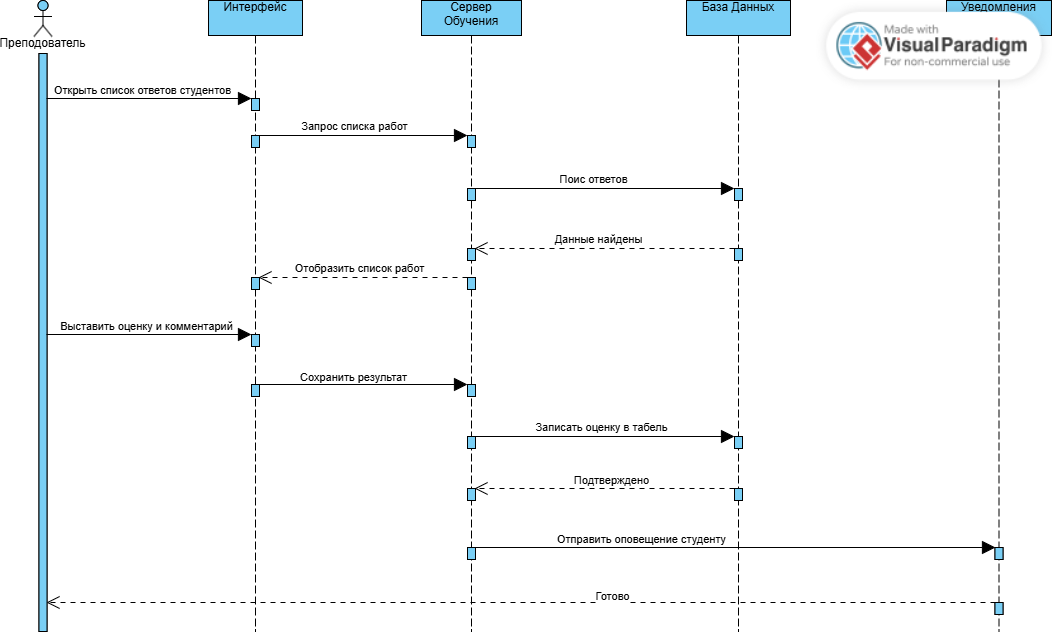 Интерфейс
Сервер
Обучения
База Данных
Уведомления
Преподователь
Made with
VisualParadigm
For non-commercial use
Открыть список ответов студентов
Запрос списка работ
Поис ответов
Данные найдены
Отобразить список работ
Выставить оценку и комментарий
Сохранить результат
Записать оценку в табель
Подтверждено
Отправить оповещение студенту
Готово